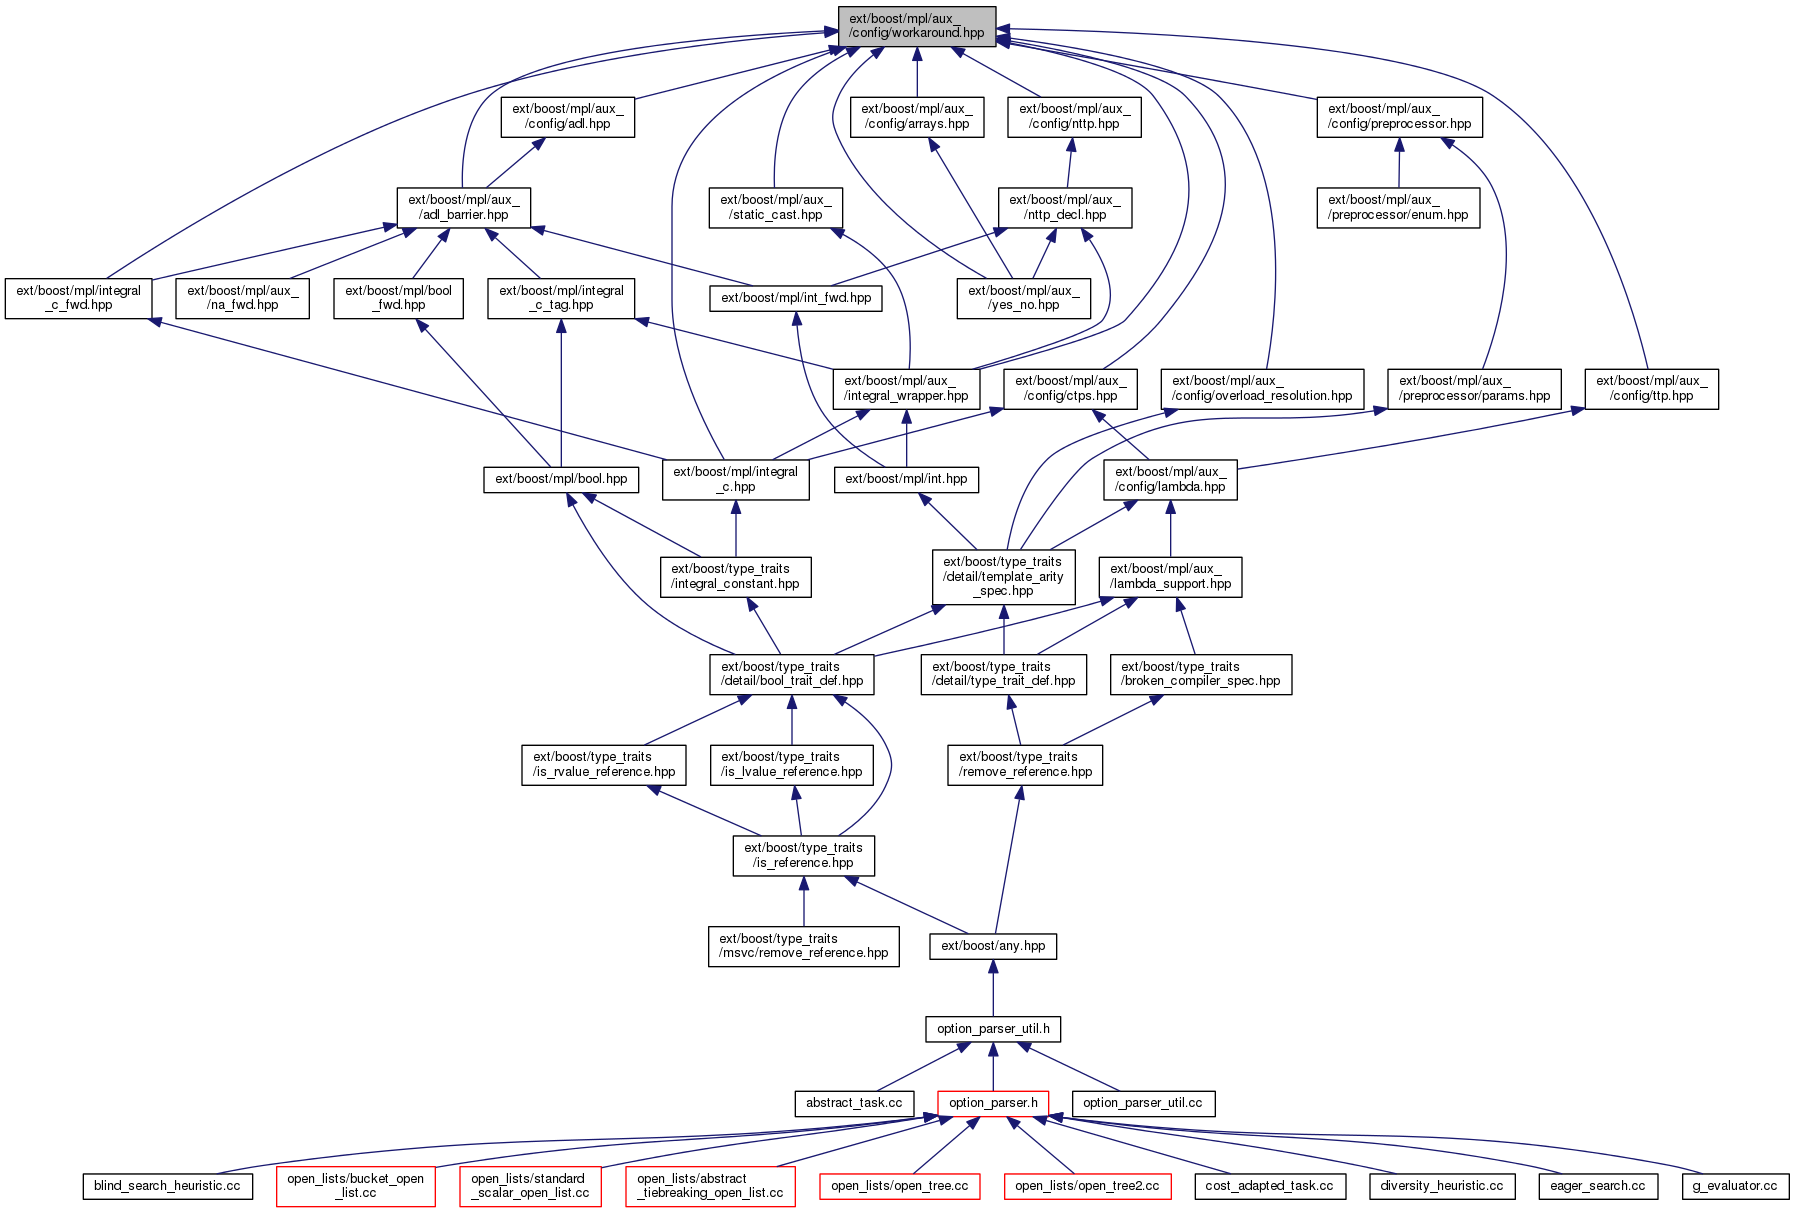 ext/boost/mpl/aux_
/config/workaround.hpp
ext/boost/mpl/aux_
/config/adl.hpp
ext/boost/mpl/aux_
/config/arrays.hpp
ext/boost/mpl/aux_
/config/nttp.hpp
ext/boost/mpl/aux_
/config/preprocessor.hpp
ext/boost/mpl/aux_
/adl_barrier.hpp
ext/boost/mpl/aux_
/static_cast.hpp
ext/boost/mpl/aux_
/nttp_decl.hpp
ext/boost/mpl/aux_
/preprocessor/enum.hpp
ext/boost/mpl/integral
_c_fwd.hpp
ext/boost/mpl/aux_
/na_fwd.hpp
ext/boost/mpl/bool
_fwd.hpp
ext/boost/mpl/integral
_c_tag.hpp
ext/boost/mpl/int_fwd.hpp
ext/boost/mpl/aux_
/yes_no.hpp
ext/boost/mpl/aux_
/integral_wrapper.hpp
ext/boost/mpl/aux_
/config/ctps.hpp
ext/boost/mpl/aux_
/config/overload_resolution.hpp
ext/boost/mpl/aux_
/preprocessor/params.hpp
ext/boost/mpl/aux_
/config/ttp.hpp
ext/boost/mpl/bool.hpp
ext/boost/mpl/integral
_c.hpp
ext/boost/mpl/int.hpp
ext/boost/mpl/aux_
/config/lambda.hpp
ext/boost/type_traits
/integral_constant.hpp
ext/boost/type_traits
/detail/template_arity
_spec.hpp
ext/boost/mpl/aux_
/lambda_support.hpp
ext/boost/type_traits
/detail/bool_trait_def.hpp
ext/boost/type_traits
/detail/type_trait_def.hpp
ext/boost/type_traits
/broken_compiler_spec.hpp
ext/boost/type_traits
/is_rvalue_reference.hpp
ext/boost/type_traits
/is_lvalue_reference.hpp
ext/boost/type_traits
/remove_reference.hpp
ext/boost/type_traits
/is_reference.hpp
ext/boost/type_traits
/msvc/remove_reference.hpp
ext/boost/any.hpp
option_parser_util.h
abstract_task.cc
option_parser.h
option_parser_util.cc
blind_search_heuristic.cc
open_lists/bucket_open
_list.cc
open_lists/standard
_scalar_open_list.cc
open_lists/abstract
_tiebreaking_open_list.cc
open_lists/open_tree.cc
open_lists/open_tree2.cc
cost_adapted_task.cc
diversity_heuristic.cc
eager_search.cc
g_evaluator.cc